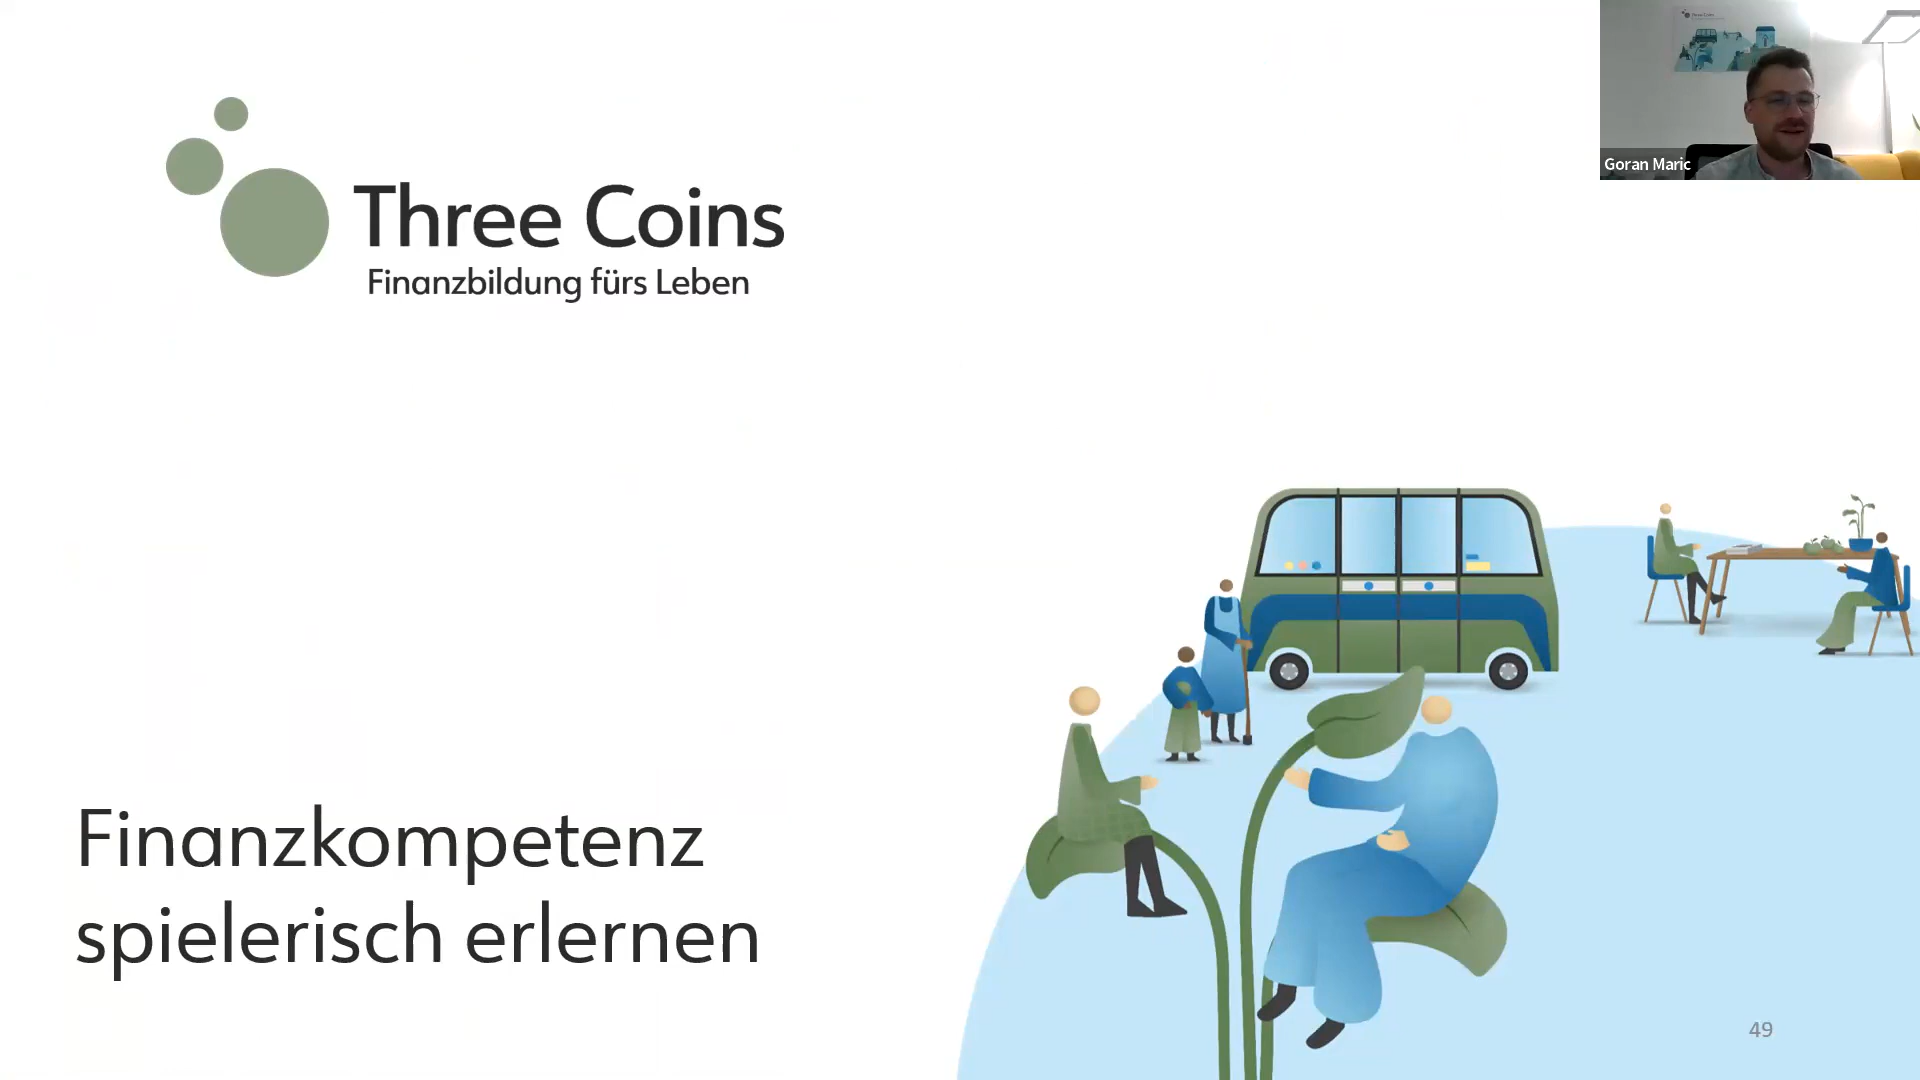 Three Coins
Finanzbildung fürs Leben
Goran Maric
Finanzkompetenz
spielerisch erlernen
49